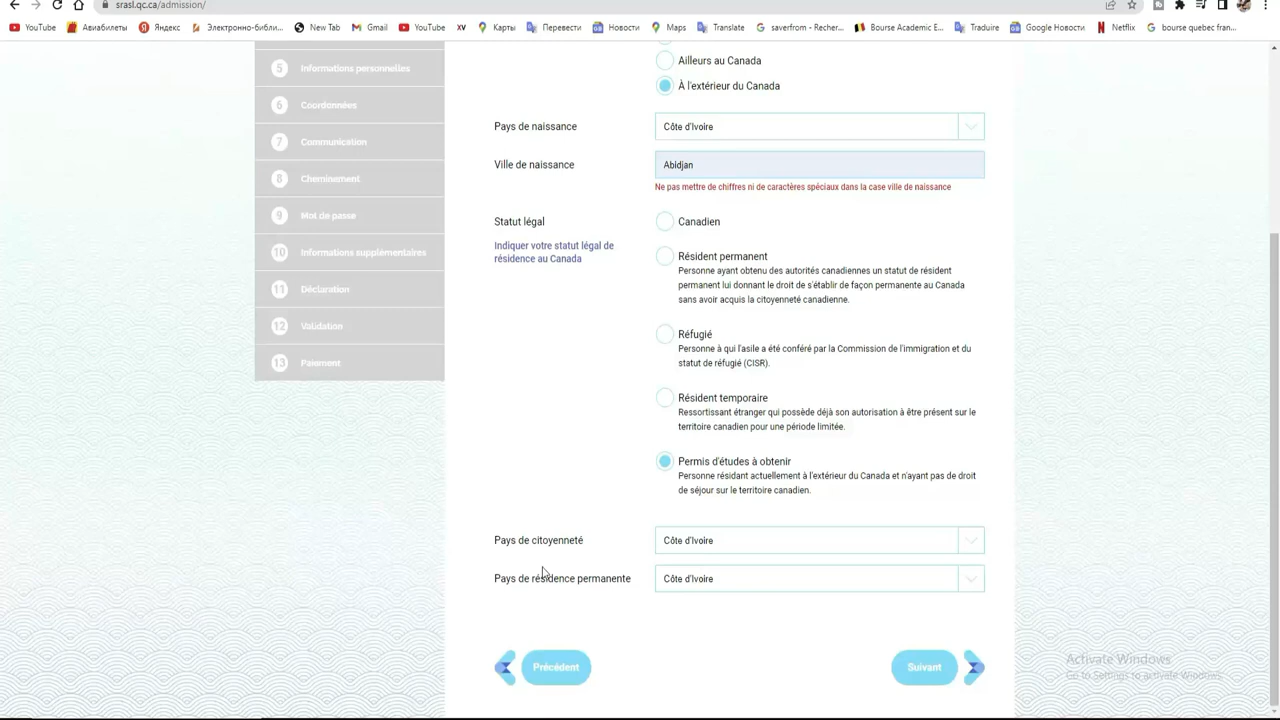 srasl.qc.ca/admission/
YouTube
Авиабилеты
Яндекс
Электронно-библи...
New Tab
Gmail
YouTube
XV
Карты
Перевести
Новости
Maps
Translate
saverfrom - Recher...
Bourse Academic E...
Traduire
Google Новости
Netflix
bourse quebec fran...
5 Informations personnelles
6 Coordonnées
7 Communication
8 Cheminement
9 Mot de passe
10 Informations supplémentaires
11 Déclaration
12 Validation
13 Paiement
Ailleurs au Canada
À l'extérieur du Canada
Pays de naissance
Côte d'Ivoire
Ville de naissance
Abidjan
Ne pas mettre de chiffres ni de caractères spéciaux dans la case ville de naissance
Statut légal
Indiquer votre statut légal de
résidence au Canada
Canadien
Résident permanent
Personne ayant obtenu des autorités canadiennes un statut de résident
permanent lui donnant le droit de s'établir de façon permanente au Canada
sans avoir acquis la citoyenneté canadienne.
Réfugié
Personne à qui l'asile a été conféré par la Commission de l'immigration et du
statut de réfugié (CISR).
Résident temporaire
Ressortissant étranger qui possède déjà son autorisation à être présent sur le
territoire canadien pour une période limitée.
Permis d'études à obtenir
Personne résidant actuellement à l'extérieur du Canada et n'ayant pas de droit
de séjour sur le territoire canadien.
Pays de citoyenneté
Côte d'Ivoire
Pays de résidence permanente
Côte d'Ivoire
Précédent
Suivant
Activate Windows
Go to Settings to activate Windows.